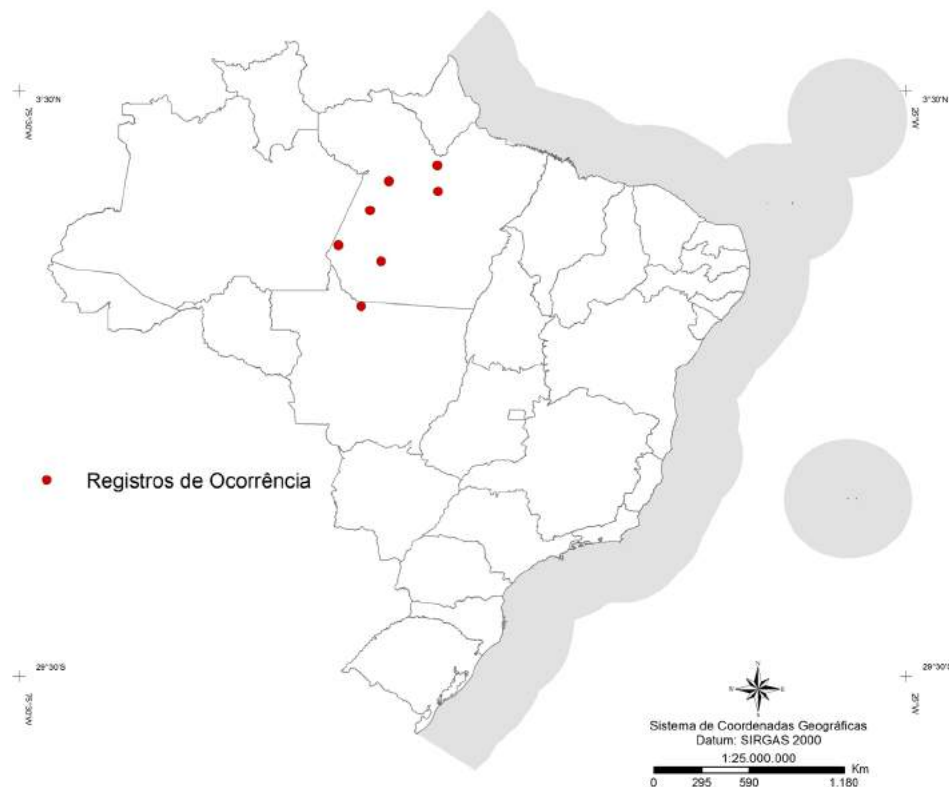 3°30'N
75°30'W
3°30'N
25°W
Registros de Ocorrência
29°30'S
75°30'W
29°30'S
25°W
N
Sistema de Coordenadas Geográficas
Datum: SIRGAS 2000
1:25.000.000
Km
0 295 590 1.180